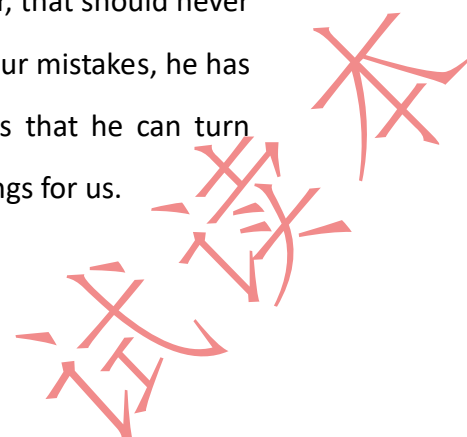 r, that should never
ur mistakes, he has
s that he can turn
ngs for us.
试读本